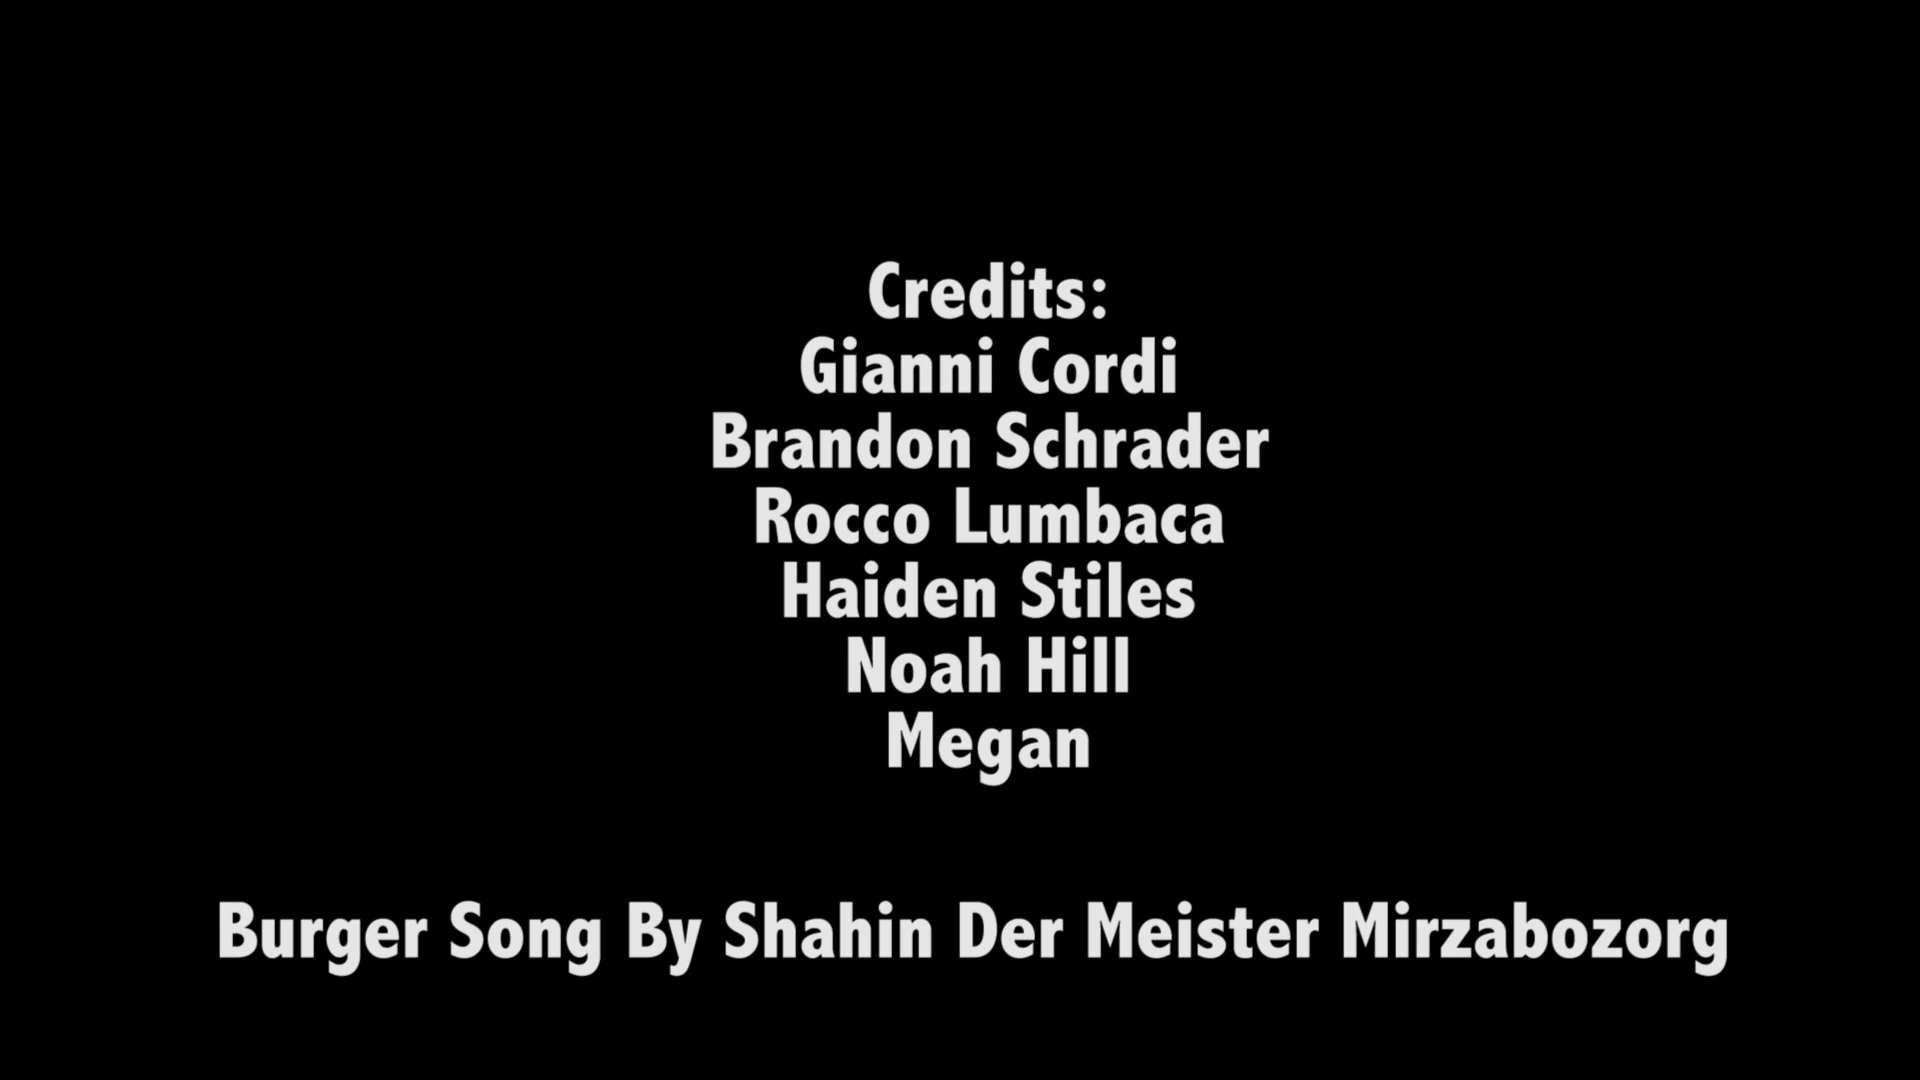 Credits:
Gianni Cordi
Brandon Schrader
Rocco Lumbaca
Haiden Stiles
Noah Hill
Megan
Burger Song By Shahin Der Meister Mirzabozorg